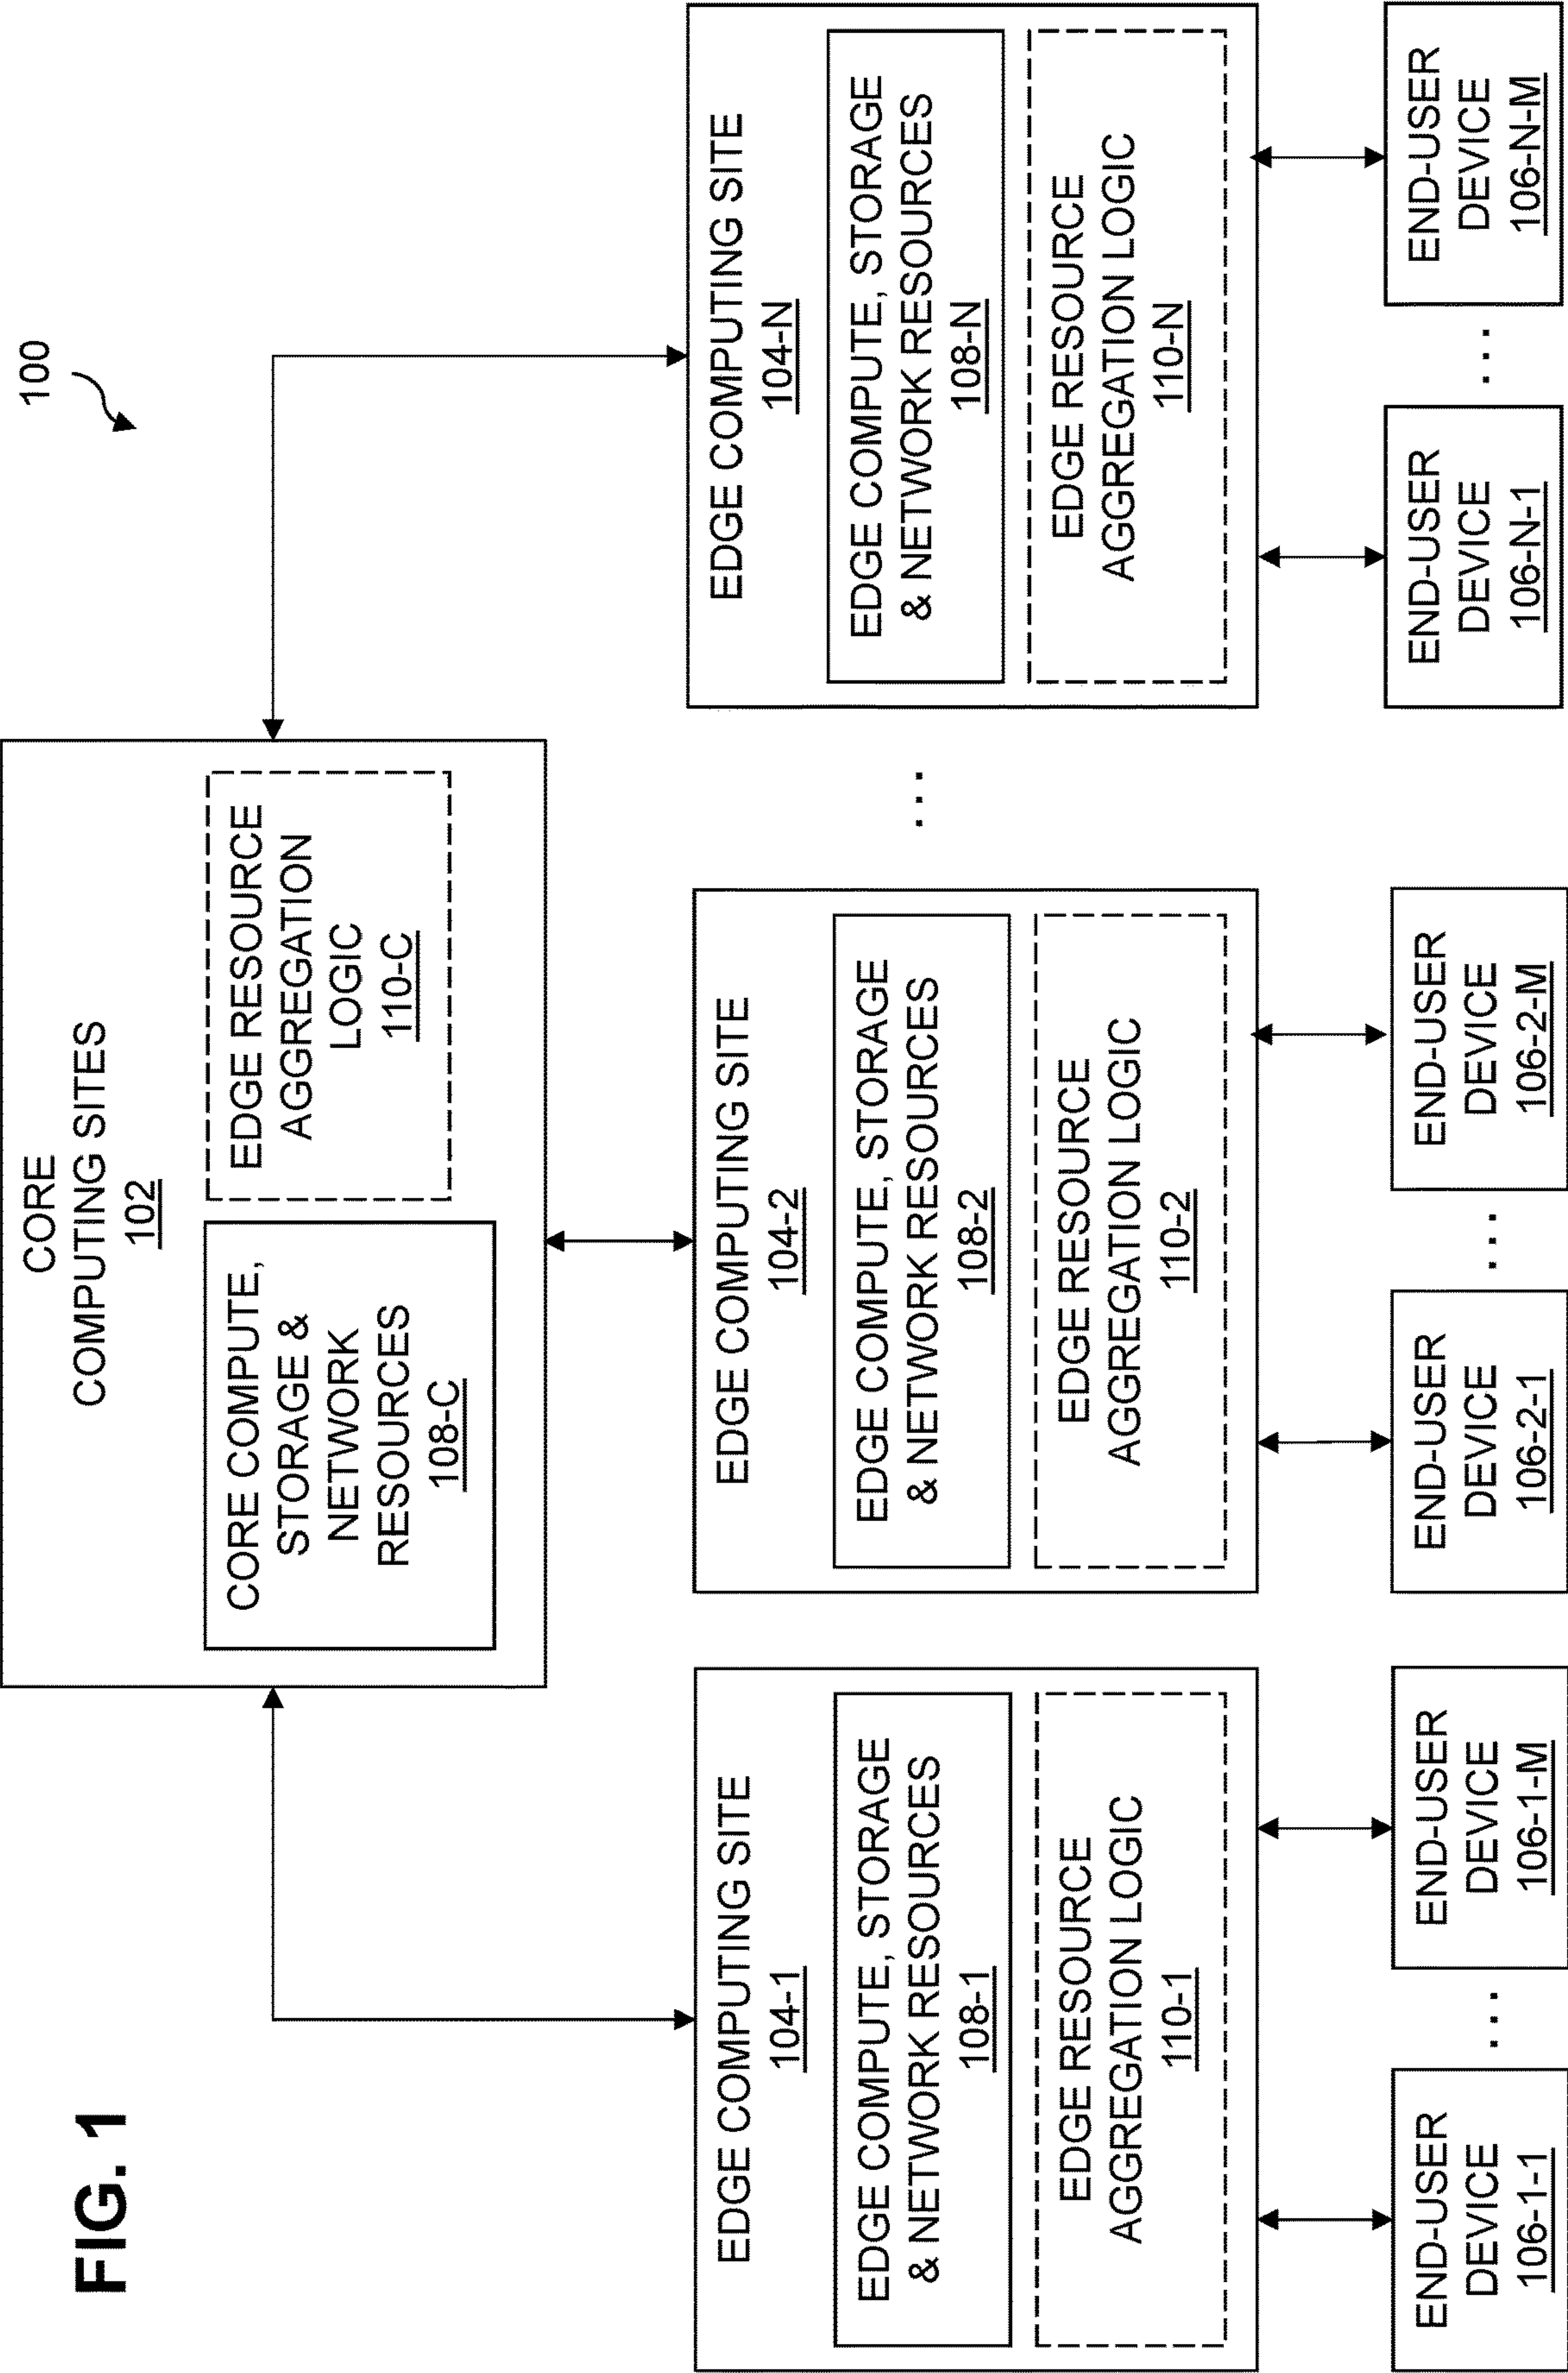 FIG. 1
100
CORE
COMPUTING SITES
102
CORE COMPUTE,
STORAGE &
NETWORK
RESOURCES
108-C
EDGE RESOURCE
AGGREGATION
LOGIC
110-C
EDGE COMPUTING SITE
104-1
EDGE COMPUTE, STORAGE
& NETWORK RESOURCES
108-1
EDGE RESOURCE
AGGREGATION LOGIC
110-1
EDGE COMPUTING SITE
104-2
EDGE COMPUTE, STORAGE
& NETWORK RESOURCES
108-2
EDGE RESOURCE
AGGREGATION LOGIC
110-2
...
EDGE COMPUTING SITE
104-N
EDGE COMPUTE, STORAGE
& NETWORK RESOURCES
108-N
EDGE RESOURCE
AGGREGATION LOGIC
110-N
END-USER
DEVICE
106-1-1
...
END-USER
DEVICE
106-1-M
END-USER
DEVICE
106-2-1
...
END-USER
DEVICE
106-2-M
END-USER
DEVICE
106-N-1
...
END-USER
DEVICE
106-N-M